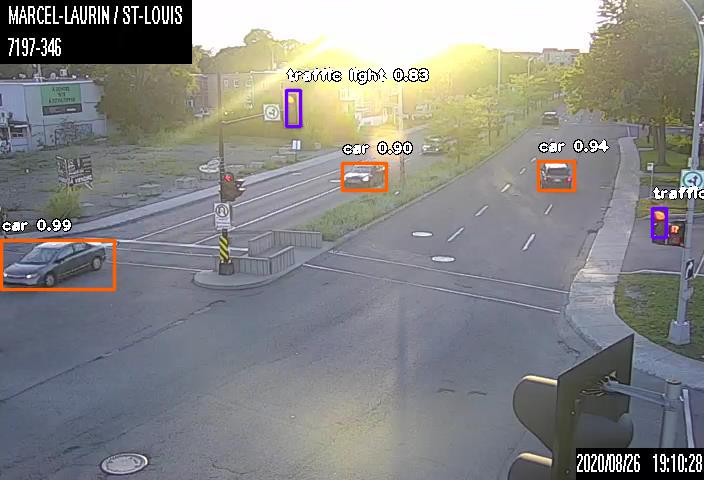 MARCEL-LAURIN / ST-LOUIS
7197-346
traffic light 0.83
car 0.90
car 0.94
traffic
car 0.99
2020/08/26 19:10:28